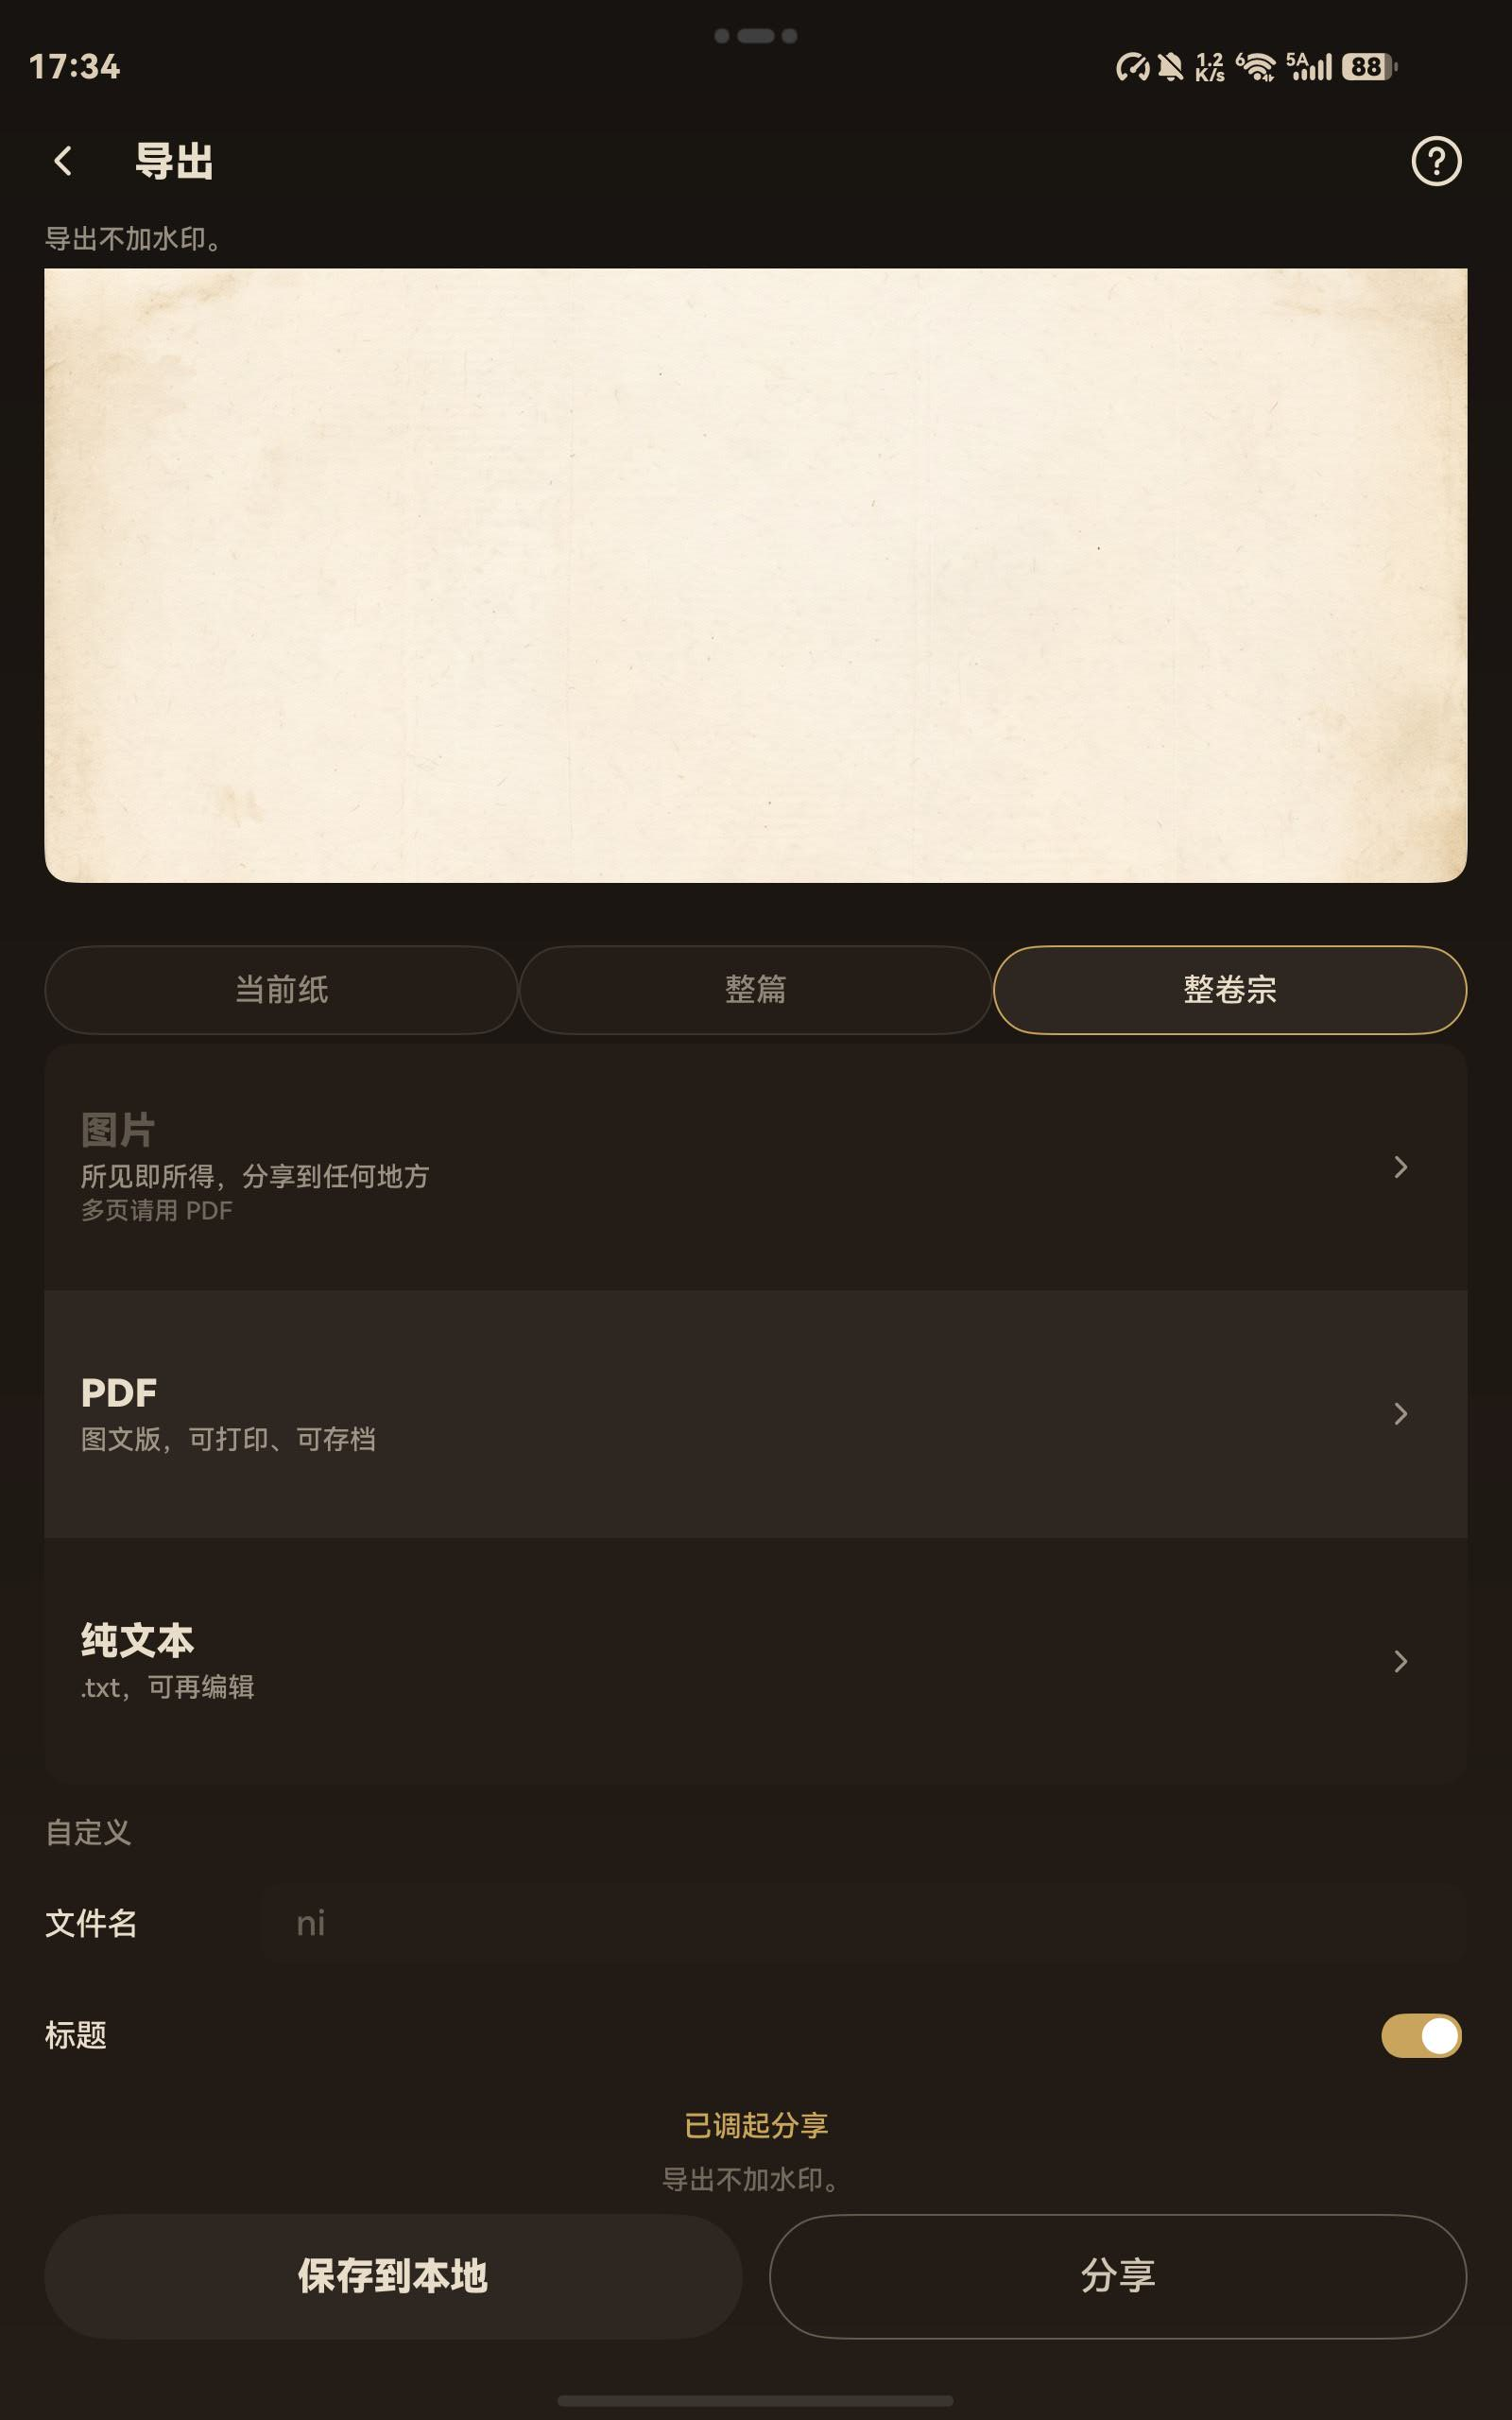 17:34
1.2 K/s 6 5A 88
导出
导出不加水印。
当前纸 整篇 整卷宗
图片
所见即所得，分享到任何地方
多页请用 PDF
PDF
图文版，可打印、可存档
纯文本
.txt，可再编辑
自定义
文件名 ni
标题
已调起分享
导出不加水印。
保存到本地 分享